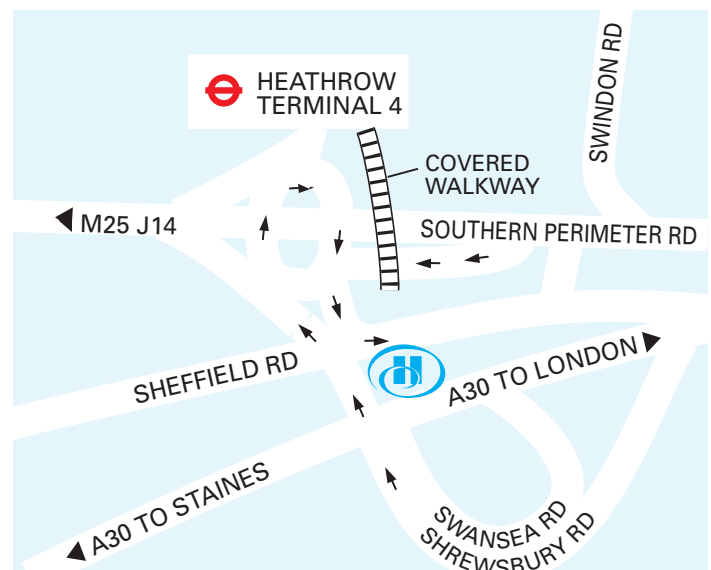 HEATHROW
TERMINAL 4
SWINDON RD
COVERED
WALKWAY
M25 J14
SOUTHERN PERIMETER RD
SHEFFIELD RD
H
A30 TO LONDON
A30 TO STAINES
SWANSEA RD
SHREWSBURY RD